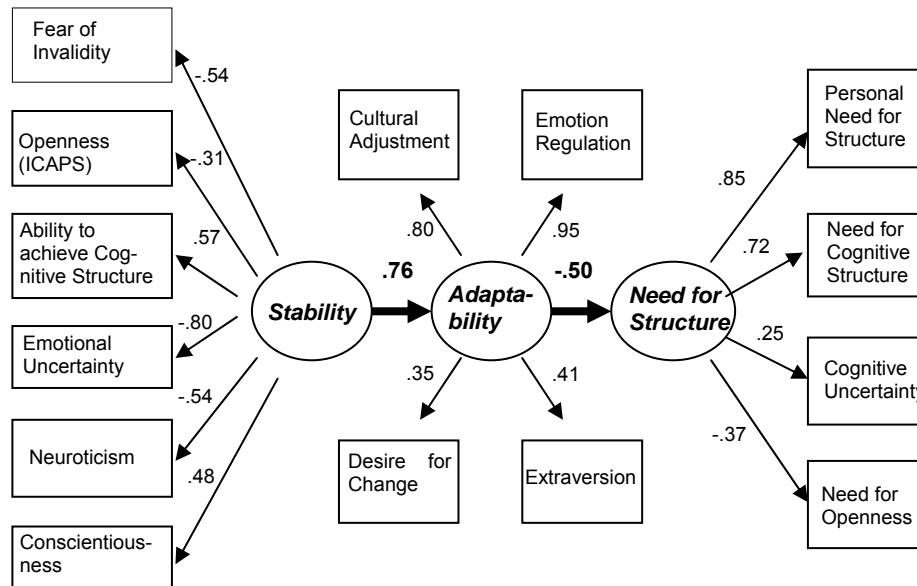 Fear of
Invalidity
-.54
Openness
(ICAPS)
-.31
Ability to
achieve Cog-
nitive Structure
.57
Emotional
Uncertainty
-.80
Neuroticism
-.54
Conscientious-
ness
.48
Stability
.76
Cultural
Adjustment
.80
Emotion
Regulation
.95
Adapta-
bility
-.50
.35
Desire for
Change
.41
Extraversion
Need for
Structure
.85
Personal
Need for
Structure
.72
Need for
Cognitive
Structure
.25
Cognitive
Uncertainty
-.37
Need for
Openness